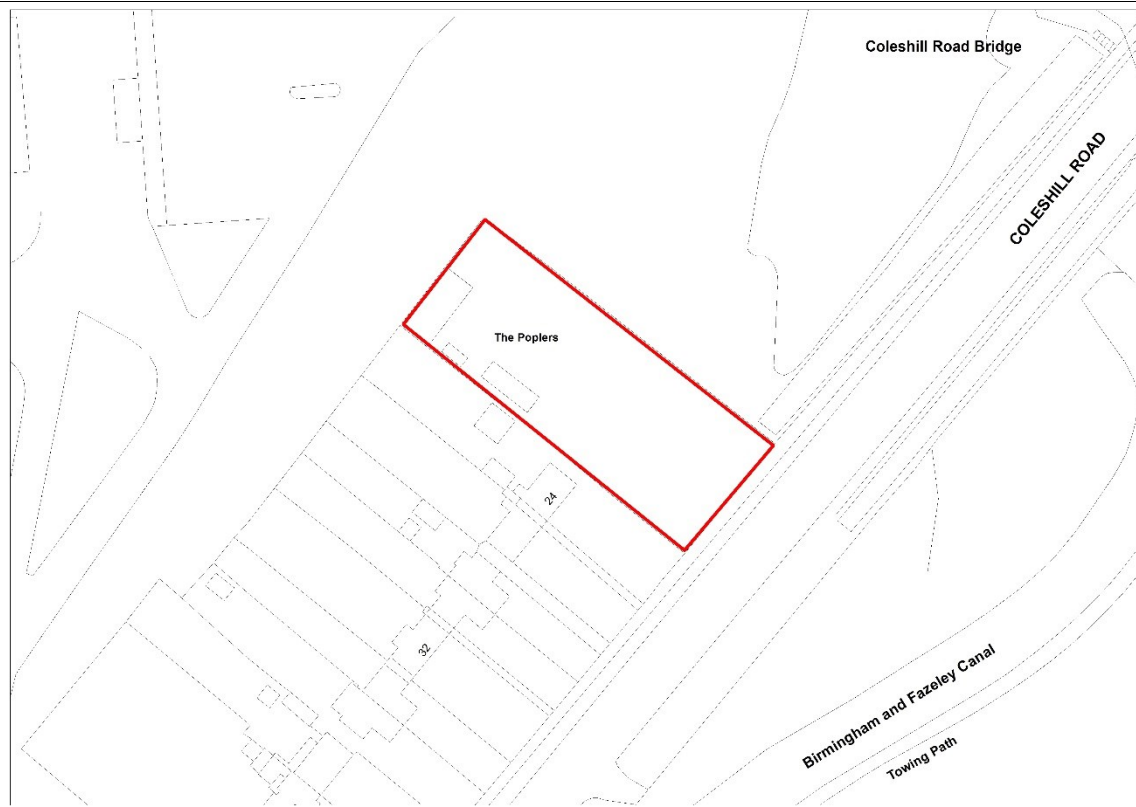 Coleshill Road Bridge
COLESHILL ROAD
The Poplers
24
32
Birmingham and Fazeley Canal
Towing Path